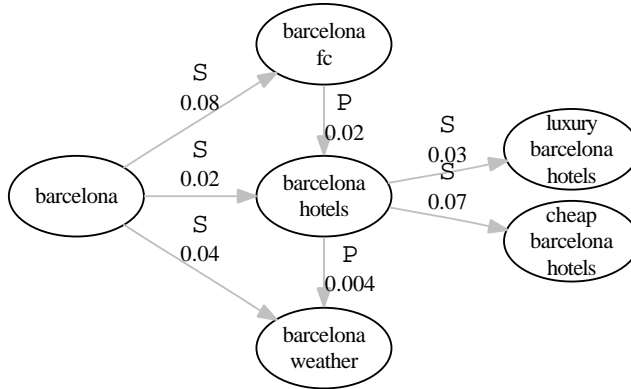 barcelona
fc
S
0.08
P
0.02
S
0.03
luxury
barcelona
hotels
barcelona
S
0.02
barcelona
hotels
S
0.07
cheap
barcelona
hotels
S
0.04
P
0.004
barcelona
weather